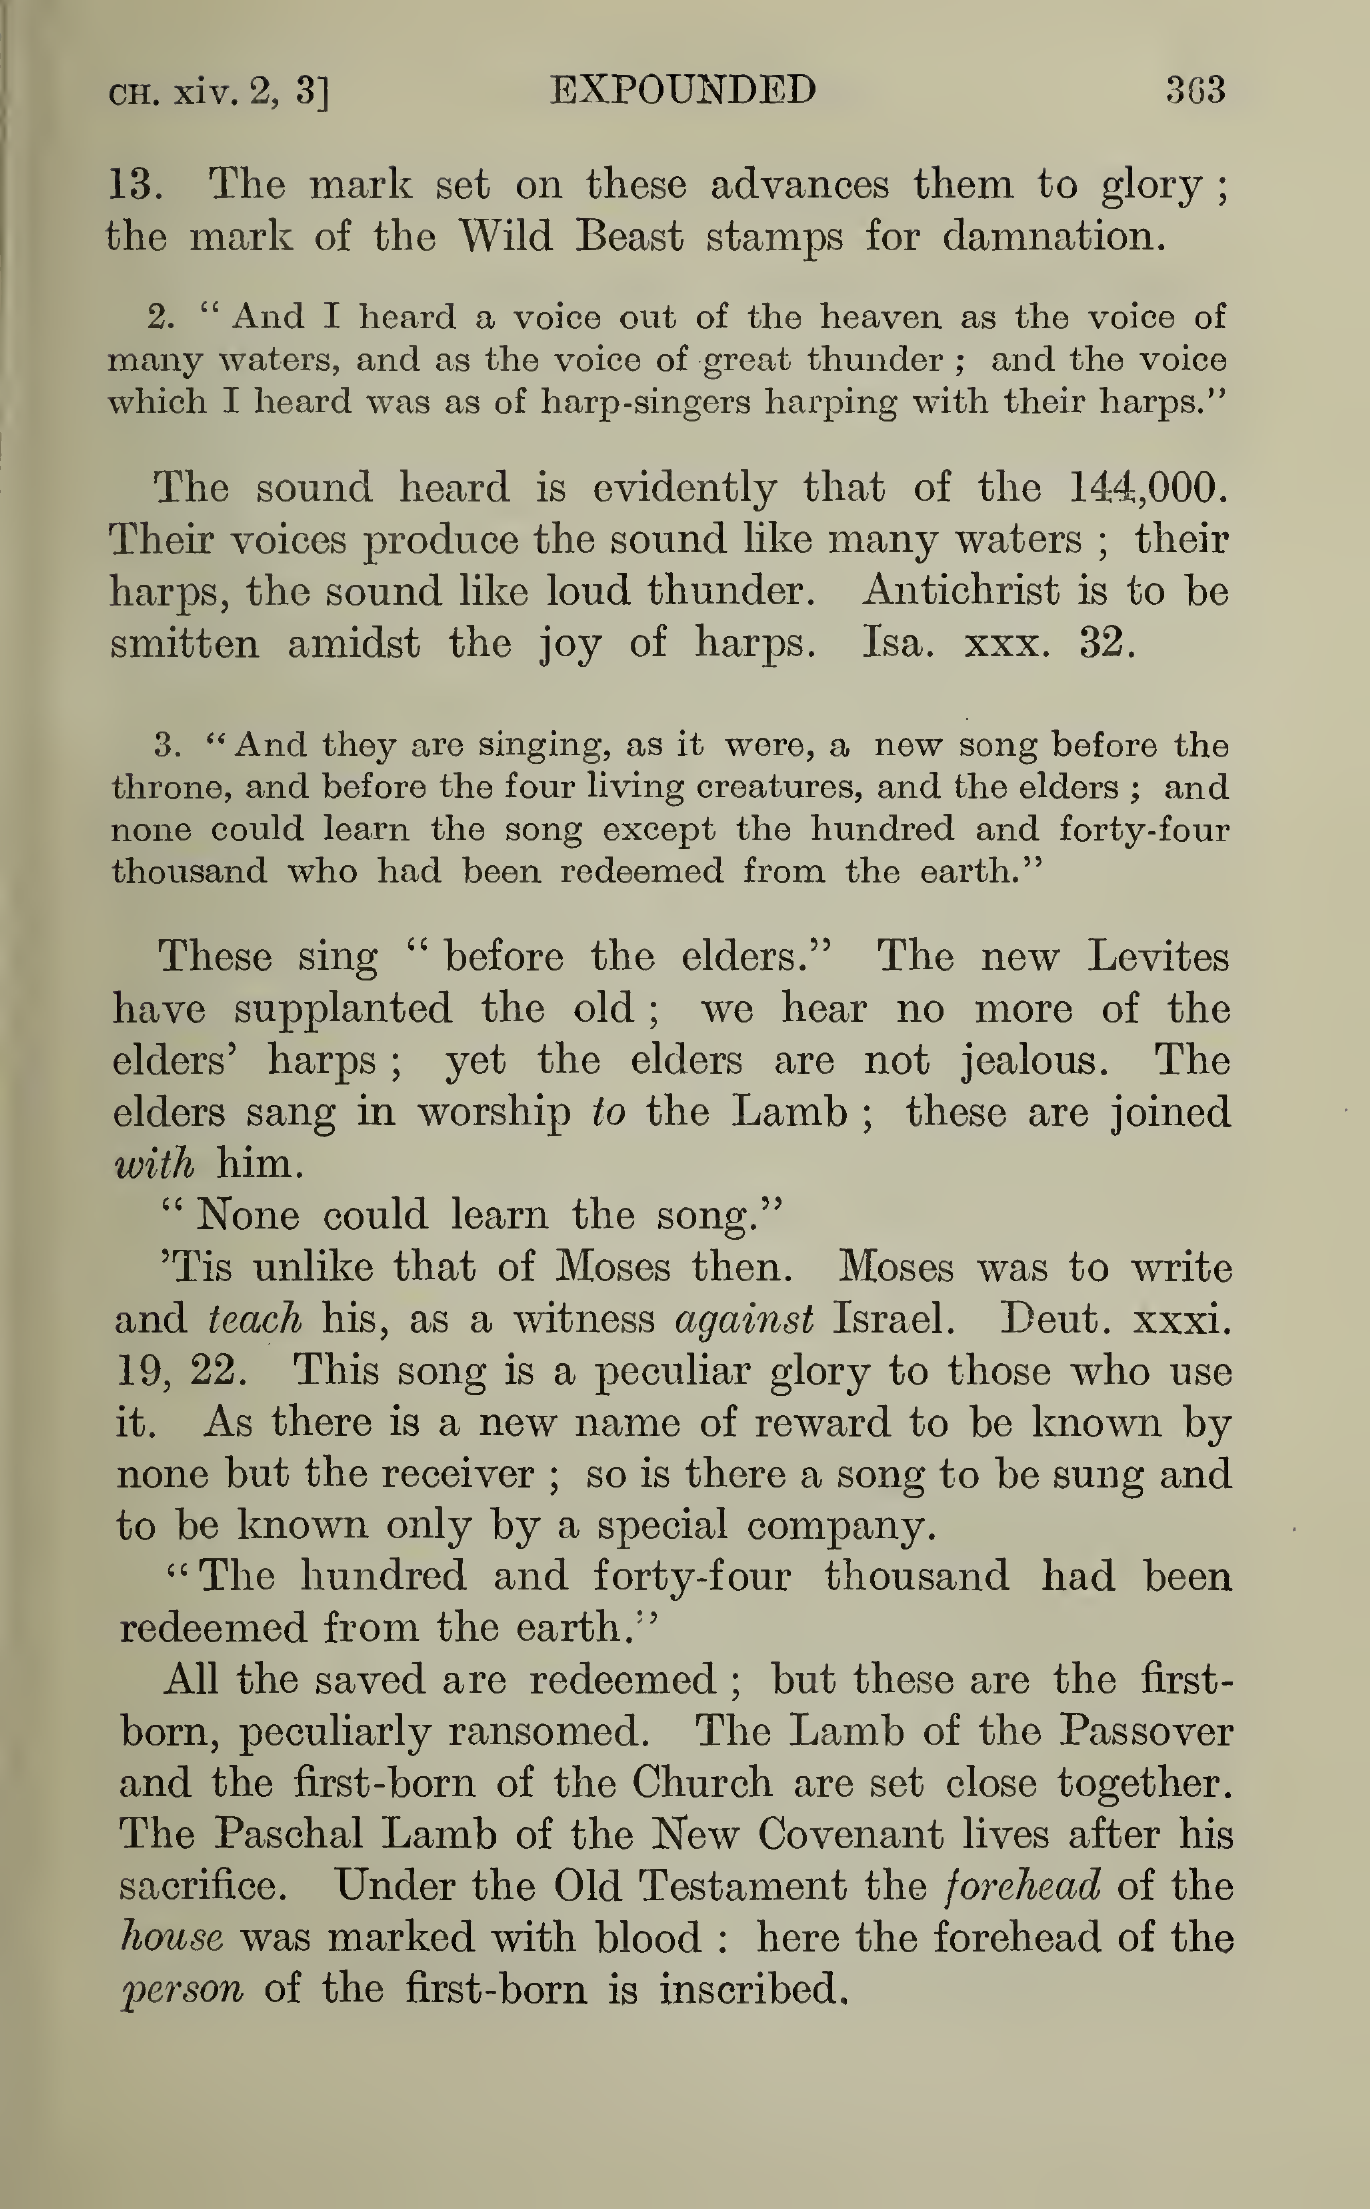 CH. xiv. 2, 3] EXPOUNDED 363
13. The mark set on these advances them to glory ;
the mark of the Wild Beast stamps for damnation.
2. “ And I heard a voice out of the heaven as the voice of
many waters, and as the voice of great thunder ; and the voice
which I heard was as of harp-singers harping with their harps.”
The sound heard is evidently that of the 144,000.
Their voices produce the sound like many waters ; their
harps, the sound like loud thunder. Antichrist is to be
smitten amidst the joy of harps. Isa. xxx. 32.
3. “ And they are singing, as it were, a new song before the
throne, and before the four living creatures, and the elders ; and
none could learn the song except the hundred and forty-four
thousand who had been redeemed from the earth.”
These sing “ before the elders.” The new Levites
have supplanted the old ; we hear no more of the
elders’ harps ; yet the elders are not jealous. The
elders sang in worship to the Lamb ; these are joined
with him.
“ None could learn the song.”
’Tis unlike that of Moses then. Moses was to write
and teach his, as a witness against Israel. Deut. xxxi.
19, 22. This song is a peculiar glory to those who use
it. As there is a new name of reward to be known by
none but the receiver ; so is there a song to be sung and
to be known only by a special company.
“ The hundred and forty-four thousand had been
redeemed from the earth.”
All the saved are redeemed ; but these are the first-
born, peculiarly ransomed. The Lamb of the Passover
and the first-born of the Church are set close together.
The Paschal Lamb of the New Covenant lives after his
sacrifice. Under the Old Testament the forehead of the
house was marked with blood : here the forehead of the
person of the first-born is inscribed.